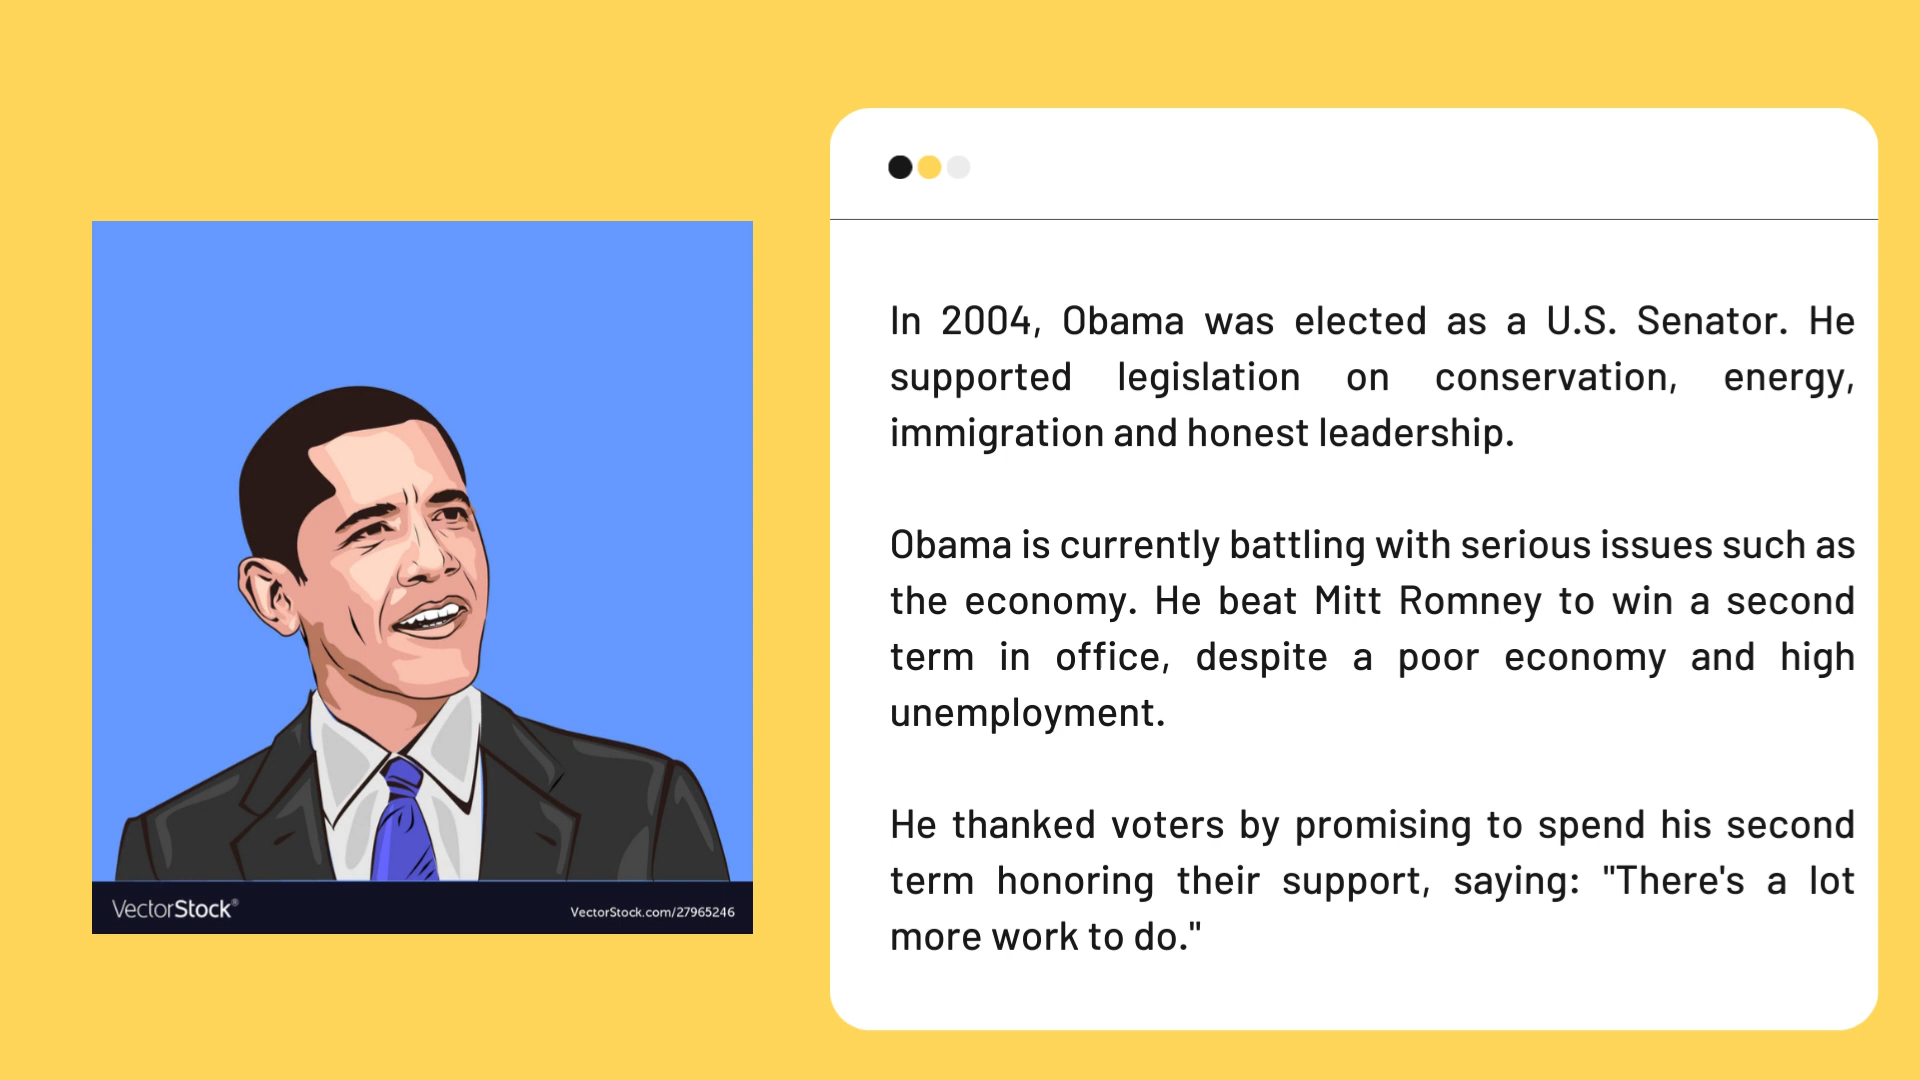 In 2004, Obama was elected as a U.S. Senator. He
supported legislation on conservation, energy,
immigration and honest leadership.
Obama is currently battling with serious issues such as
the economy. He beat Mitt Romney to win a second
term in office, despite a poor economy and high
unemployment.
He thanked voters by promising to spend his second
term honoring their support, saying: "There's a lot
more work to do."
VectorStock®
VectorStock.com/27965246